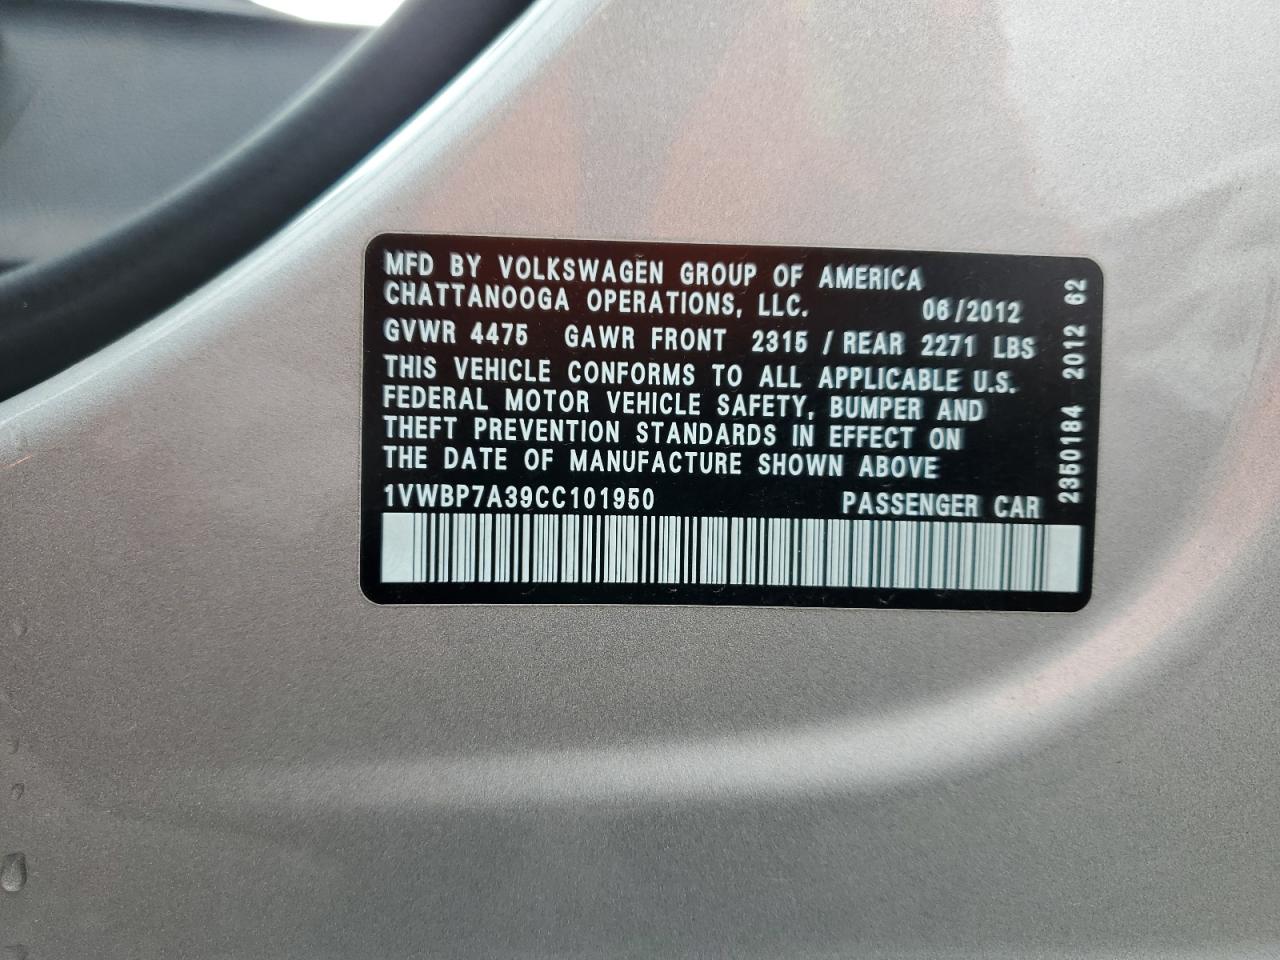 MFD BY VOLKSWAGEN GROUP OF AMERICA
CHATTANOOGA OPERATIONS, LLC. 06/2012
GVWR 4475 GAWR FRONT 2315 / REAR 2271 LBS
THIS VEHICLE CONFORMS TO ALL APPLICABLE U.S.
FEDERAL MOTOR VEHICLE SAFETY, BUMPER AND
THEFT PREVENTION STANDARDS IN EFFECT ON
THE DATE OF MANUFACTURE SHOWN ABOVE
1VWBP7A39CC101950 PASSENGER CAR
2350184 2012 62